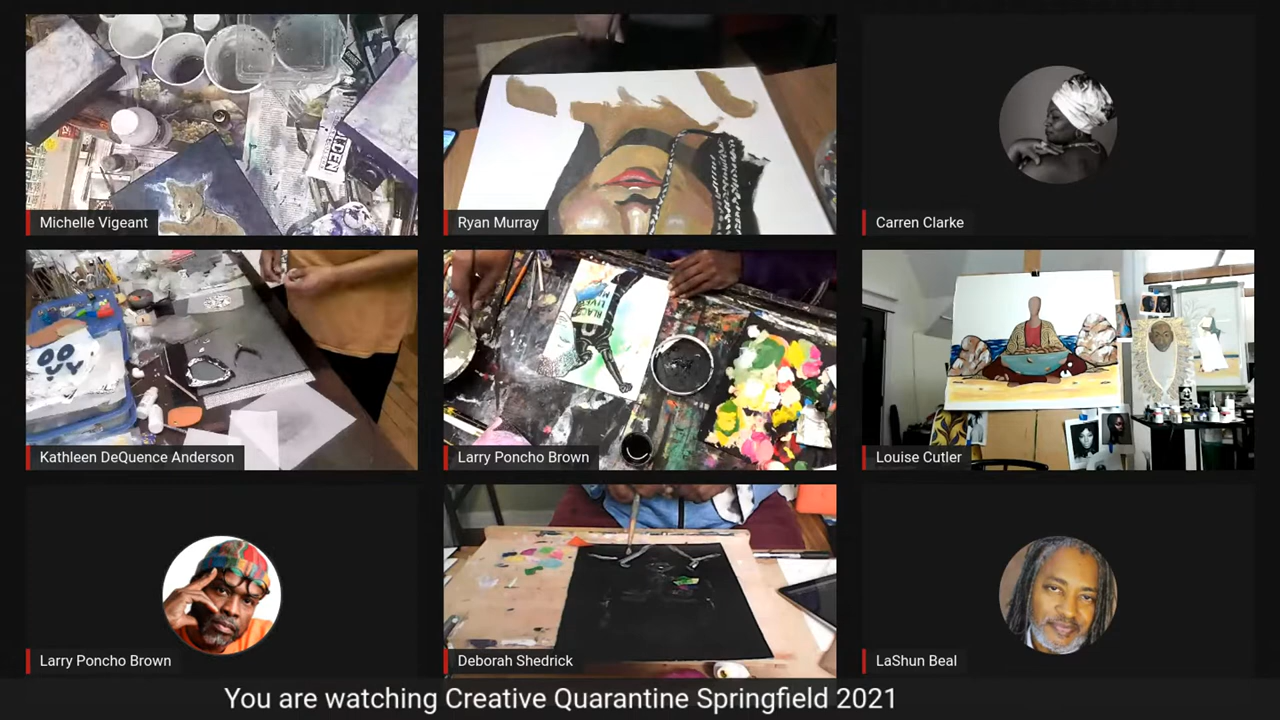 Michelle Vigeant
Ryan Murray
Carren Clarke
Kathleen DeQuence Anderson
BLACK
Larry Poncho Brown
Louise Cutler
Larry Poncho Brown
Deborah Shedrick
LaShun Beal
You are watching Creative Quarantine Springfield 2021